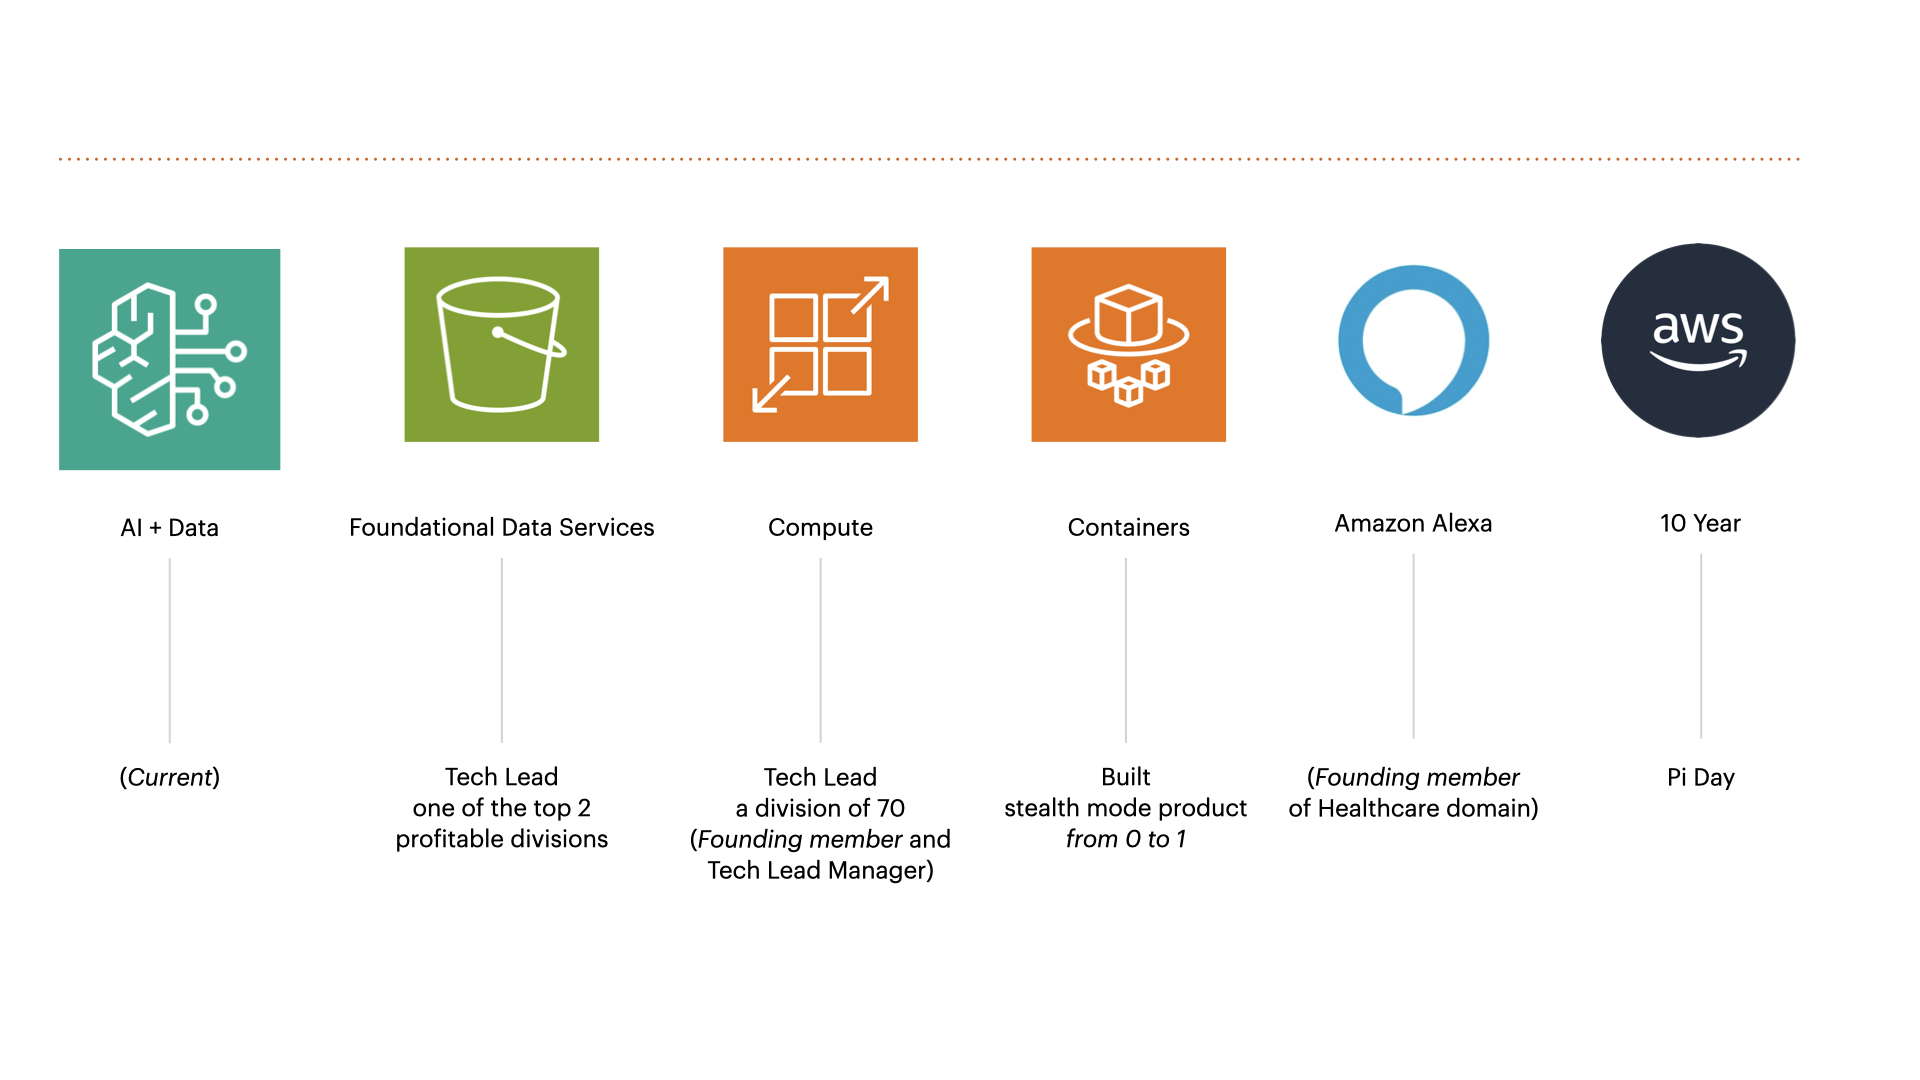 aws
AI + Data
Foundational Data Services
Compute
Containers
Amazon Alexa
10 Year
(Current)
Tech Lead
one of the top 2
profitable divisions
Tech Lead
a division of 70
(Founding member and
Tech Lead Manager)
Built
stealth mode product
from 0 to 1
(Founding member
of Healthcare domain)
Pi Day